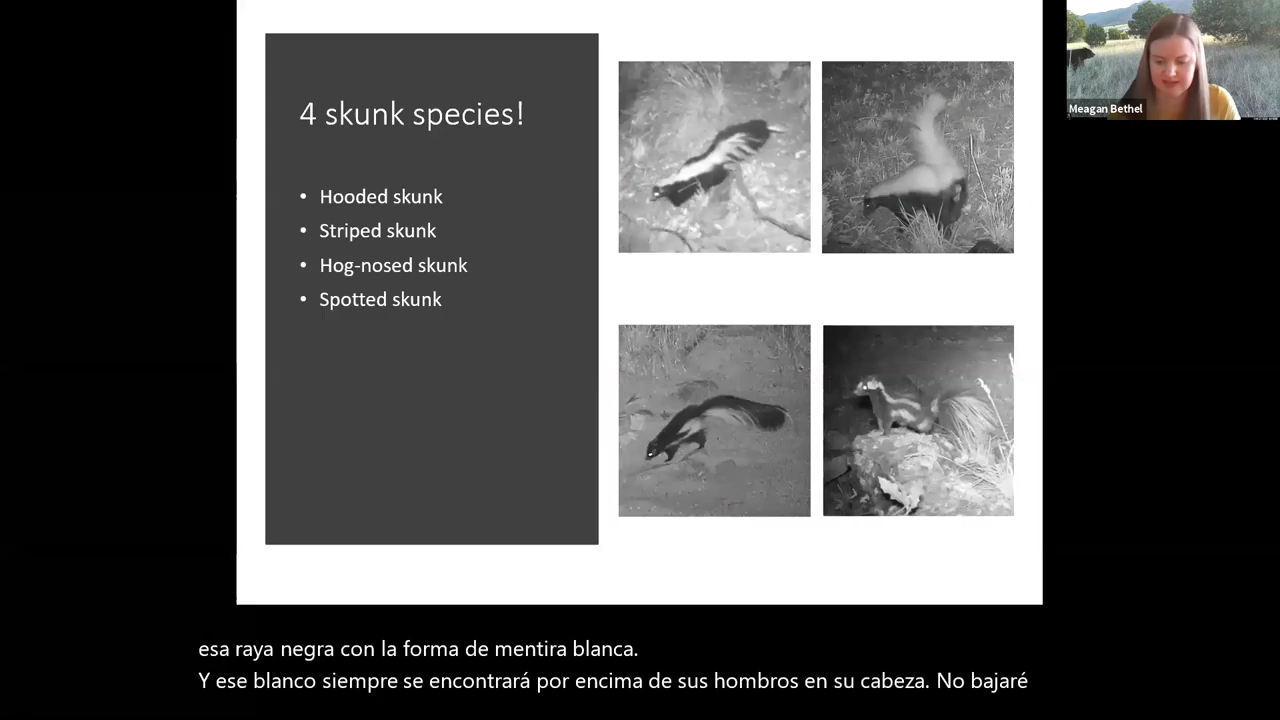 4 skunk species!
• Hooded skunk
• Striped skunk
• Hog-nosed skunk
• Spotted skunk
Meagan Bethel
esa raya negra con la forma de mentira blanca.
Y ese blanco siempre se encontrará por encima de sus hombros en su cabeza. No bajaré